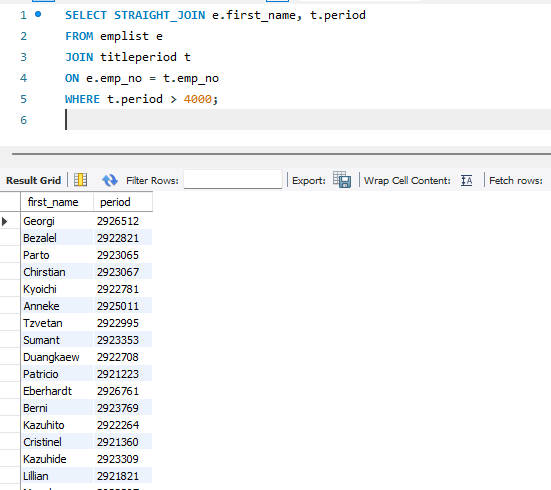 1 SELECT STRAIGHT_JOIN e.first_name, t.period
2 FROM emplist e
3 JOIN titleperiod t
4 ON e.emp_no = t.emp_no
5 WHERE t.period > 4000;
6
Result Grid Filter Rows: Export: Wrap Cell Content: IA Fetch rows:
first_name period
Georgi 2926512
Bezalel 2922821
Parto 2923065
Chirstian 2923067
Kyoichi 2922781
Anneke 2925011
Tzvetan 2922995
Sumant 2923353
Duangkaew 2922708
Patricio 2921223
Eberhardt 2926761
Berni 2923769
Kazuhito 2922264
Cristinel 2921360
Kazuhide 2923309
Lillian 2921821